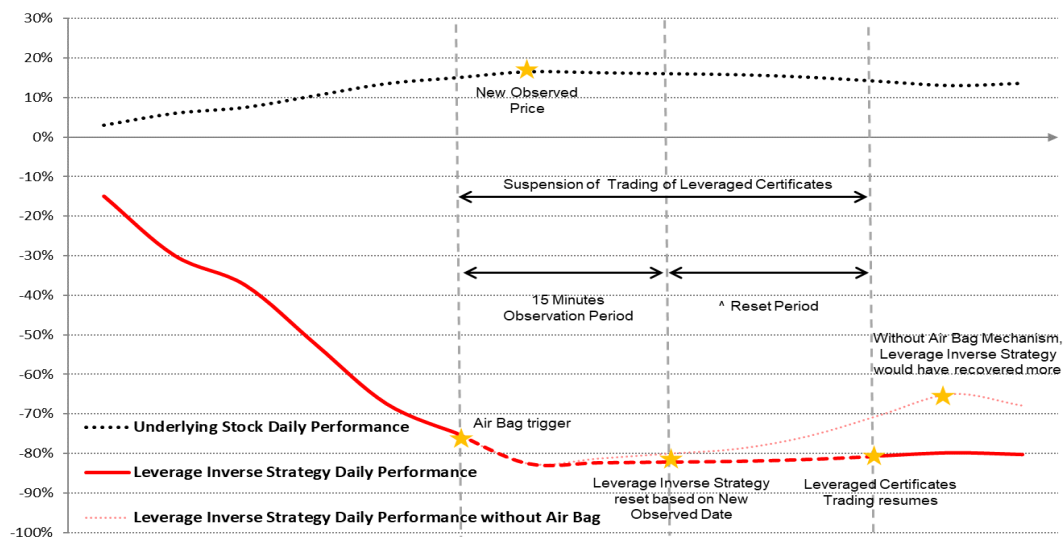 30%
20%
10%
0%
-10%
-20%
-30%
-40%
-50%
-60%
-70%
-80%
-90%
-100%
New Observed
Price
Suspension of Trading of Leveraged Certificates
15 Minutes
Observation Period
^ Reset Period
Without Air Bag Mechanism,
Leverage Inverse Strategy
would have recovered more
Air Bag trigger
Underlying Stock Daily Performance
Leverage Inverse Strategy Daily Performance
Leverage Inverse Strategy Daily Performance without Air Bag
Leverage Inverse Strategy
reset based on New
Observed Date
Leveraged Certificates
Trading resumes